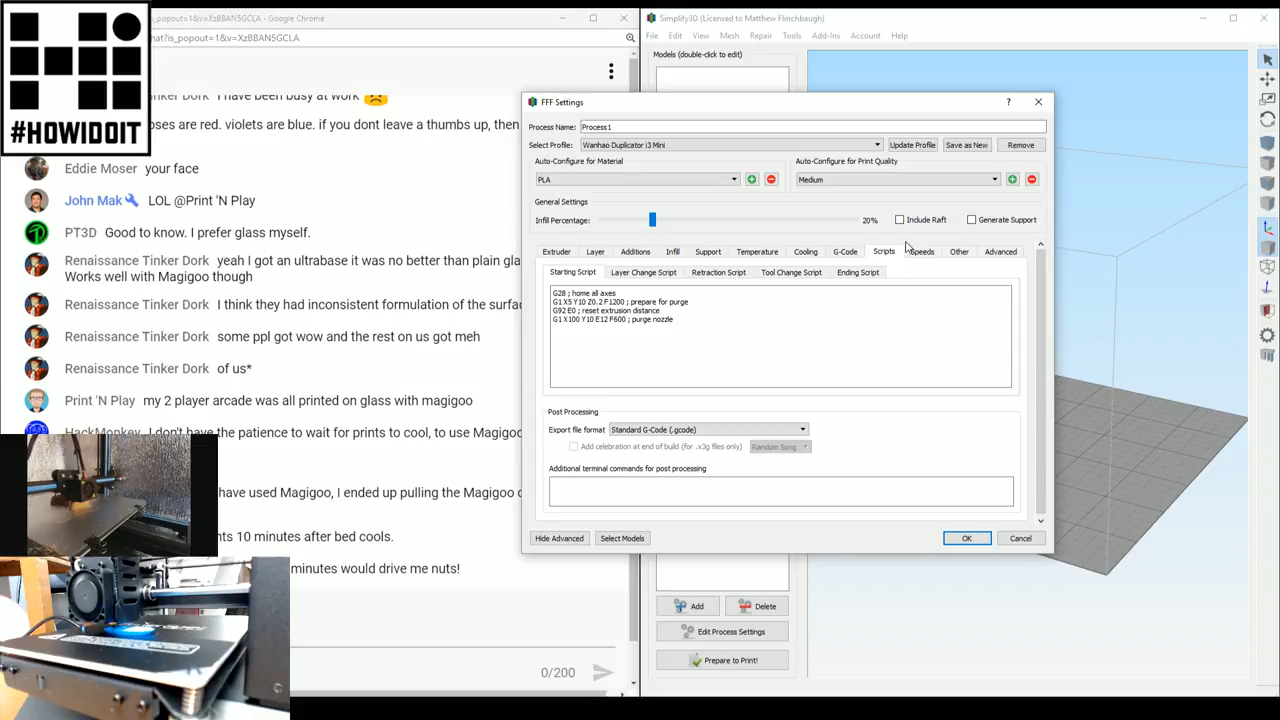 _popout=1&v=XzBBAN5GCLA - Google Chrome
hat?is_popout=1&v=XzBBAN5GCLA
#HOWIDOIT
Tinker Dork I have been busy at work
oses are red. violets are blue. if you dont leave a thumbs up, then
Eddie Moser your face
John Mak LOL @Print 'N Play
PT3D Good to know. I prefer glass myself.
Renaissance Tinker Dork yeah I got an ultrabase it was no better than plain glas
Works well with Magigoo though
Renaissance Tinker Dork I think they had inconsistent formulation of the surfac
Renaissance Tinker Dork some ppl got wow and the rest on us got meh
Renaissance Tinker Dork of us*
Print 'N Play my 2 player arcade was all printed on glass with magigoo
HackMonkey I don't have the patience to wait for prints to cool, to use Magigoo
have used Magigoo, I ended up pulling the Magigoo
nts 10 minutes after bed cools.
minutes would drive me nuts!
0/200
Simplify3D (Licensed to Matthew Flinchbaugh)
File Edit View Mesh Repair Tools Add-Ins Account Help
Models (double-click to edit)
FFF Settings
Process Name: Process1
Select Profile: Wanhao Duplicator i3 Mini Update Profile Save as New Remove
Auto-Configure for Material Auto-Configure for Print Quality
PLA Medium
General Settings
Infill Percentage: 20% Include Raft Generate Support
Extruder Layer Additions Infill Support Temperature Cooling G-Code Scripts Speeds Other Advanced
Starting Script Layer Change Script Retraction Script Tool Change Script Ending Script
G28 ; home all axes
G1 X5 Y10 Z0.2 F1200 ; prepare for purge
G92 E0 ; reset extrusion distance
G1 X100 Y10 E12 F600 ; purge nozzle
Post Processing
Export file format Standard G-Code (.gcode)
Add celebration at end of build (for .x3g files only) Random Song
Additional terminal commands for post processing
Hide Advanced Select Models OK Cancel
Add Delete
Edit Process Settings
Prepare to Print!